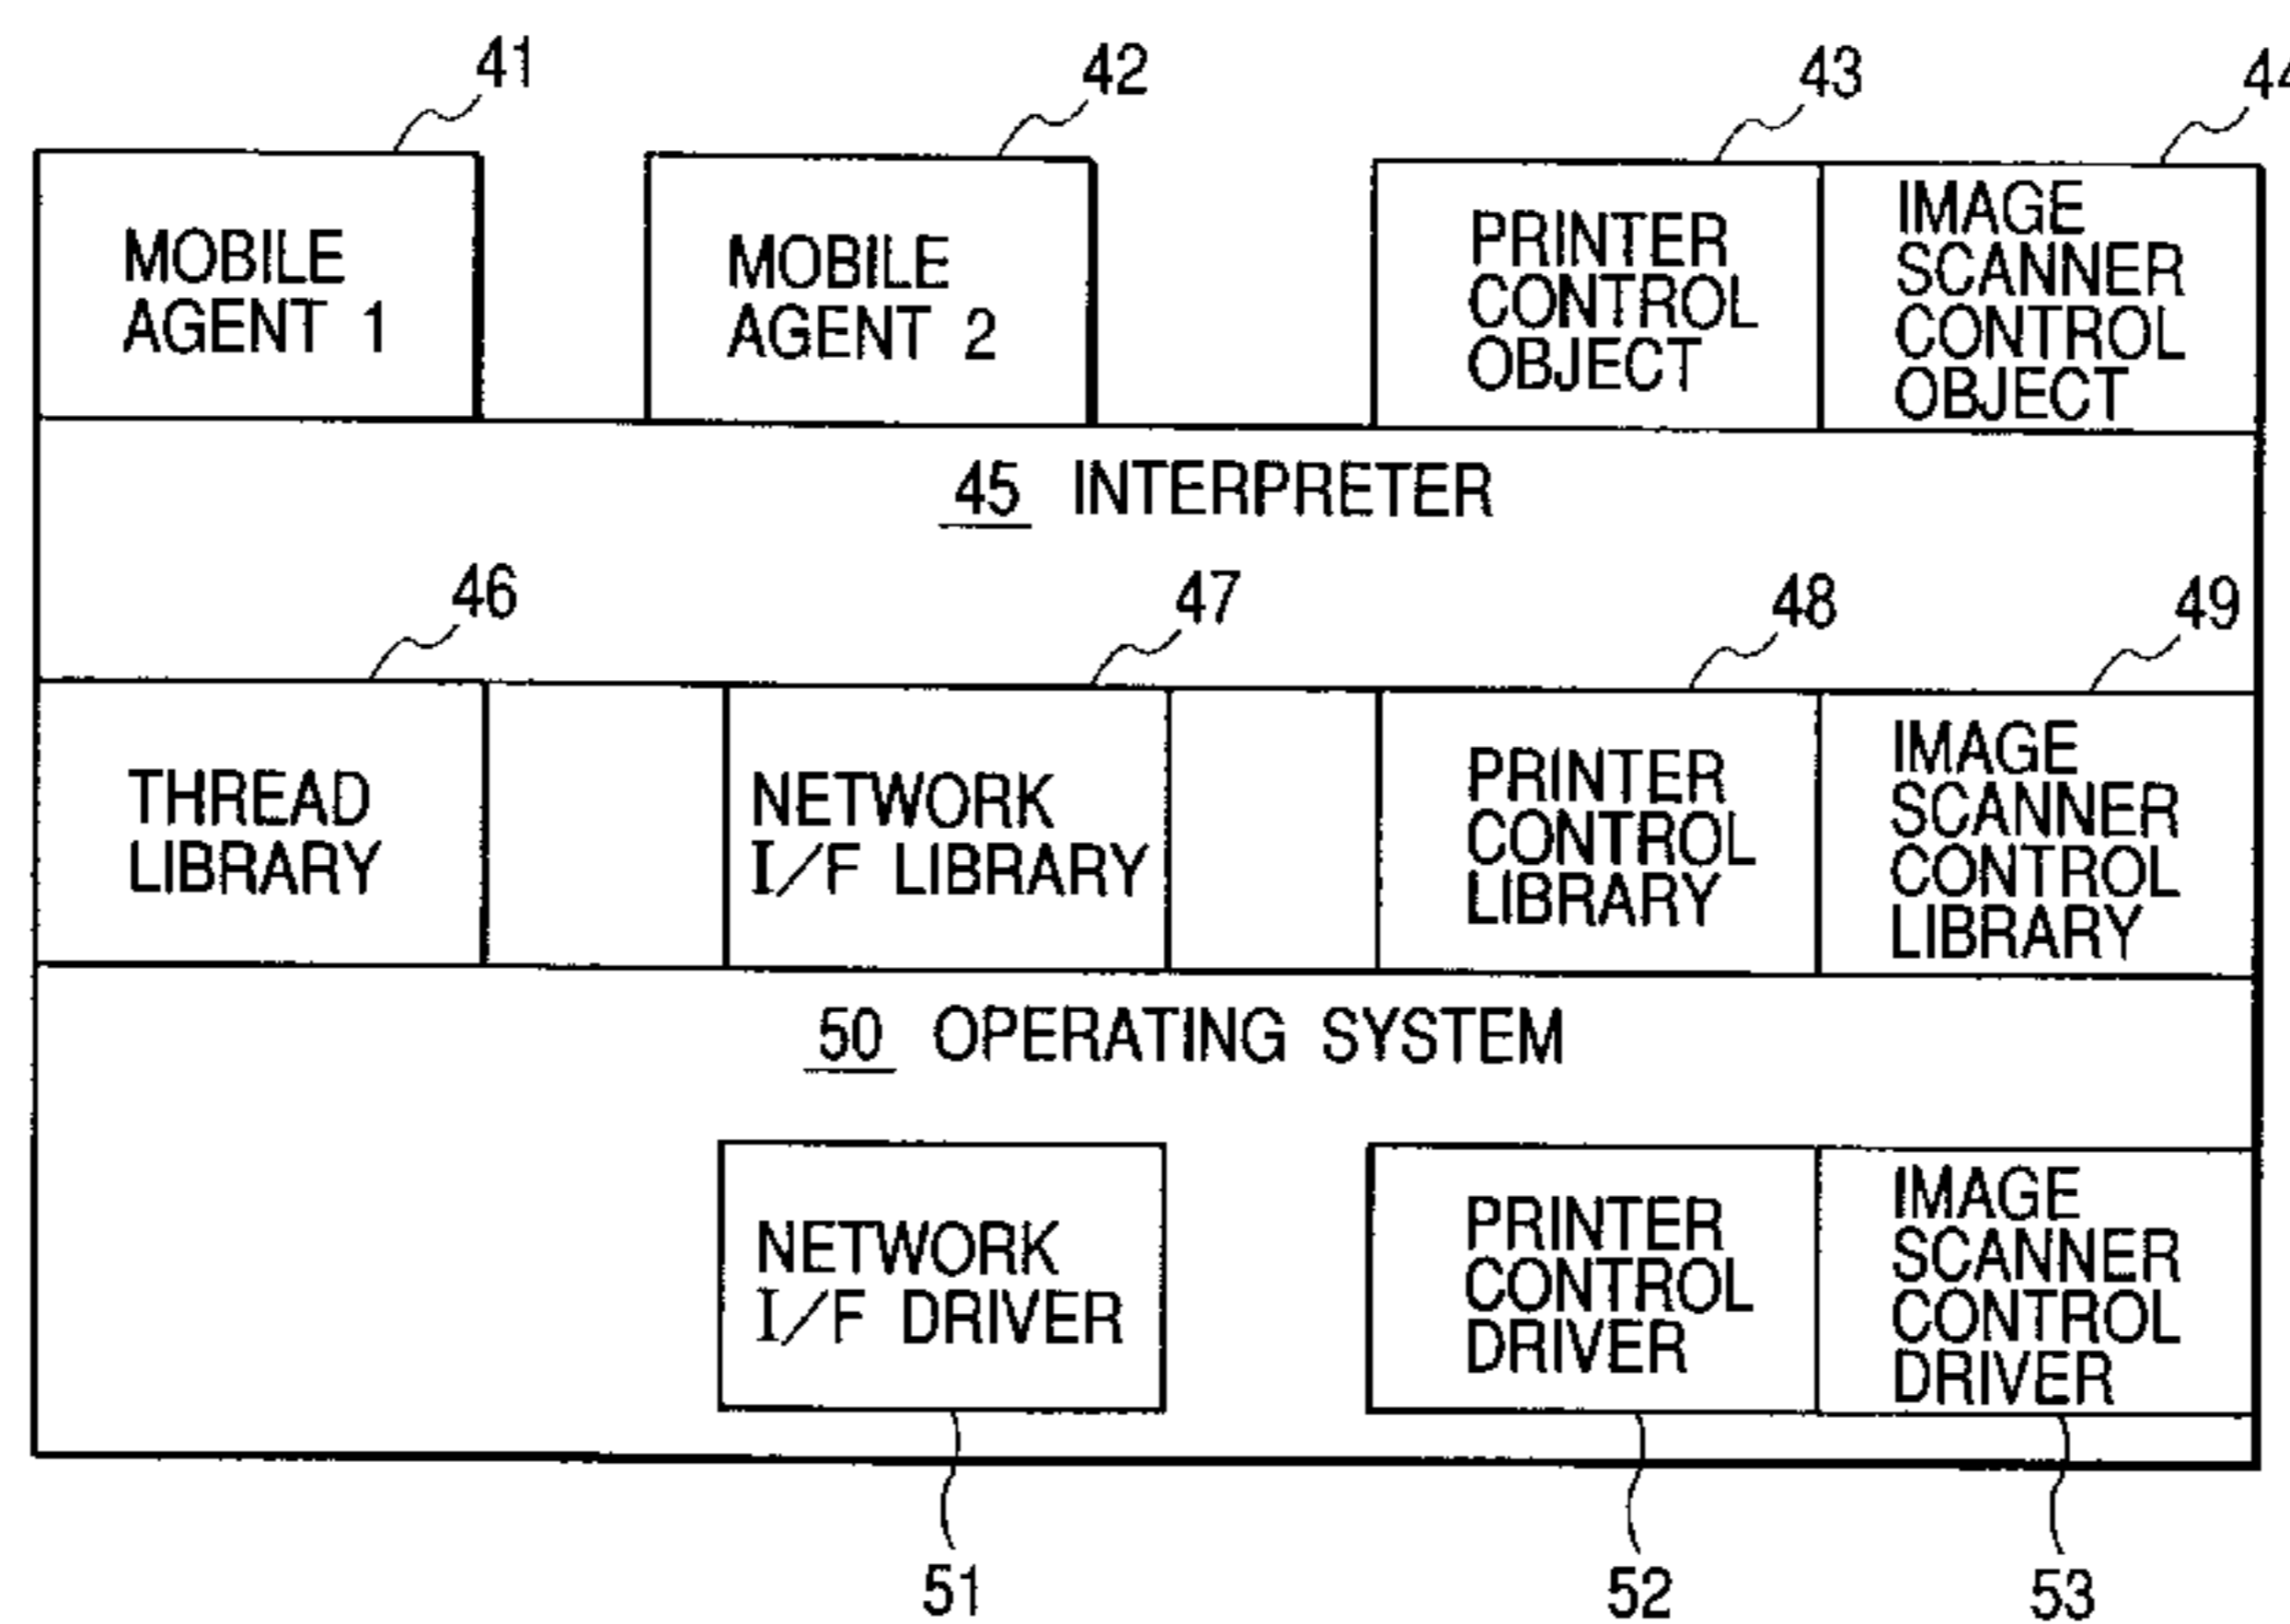 41
42
43
44
MOBILE
AGENT 1
MOBILE
AGENT 2
PRINTER
CONTROL
OBJECT
IMAGE
SCANNER
CONTROL
OBJECT
45 INTERPRETER
46
47
48
49
THREAD
LIBRARY
NETWORK
I/F LIBRARY
PRINTER
CONTROL
LIBRARY
IMAGE
SCANNER
CONTROL
LIBRARY
50 OPERATING SYSTEM
NETWORK
I/F DRIVER
PRINTER
CONTROL
DRIVER
IMAGE
SCANNER
CONTROL
DRIVER
51
52
53